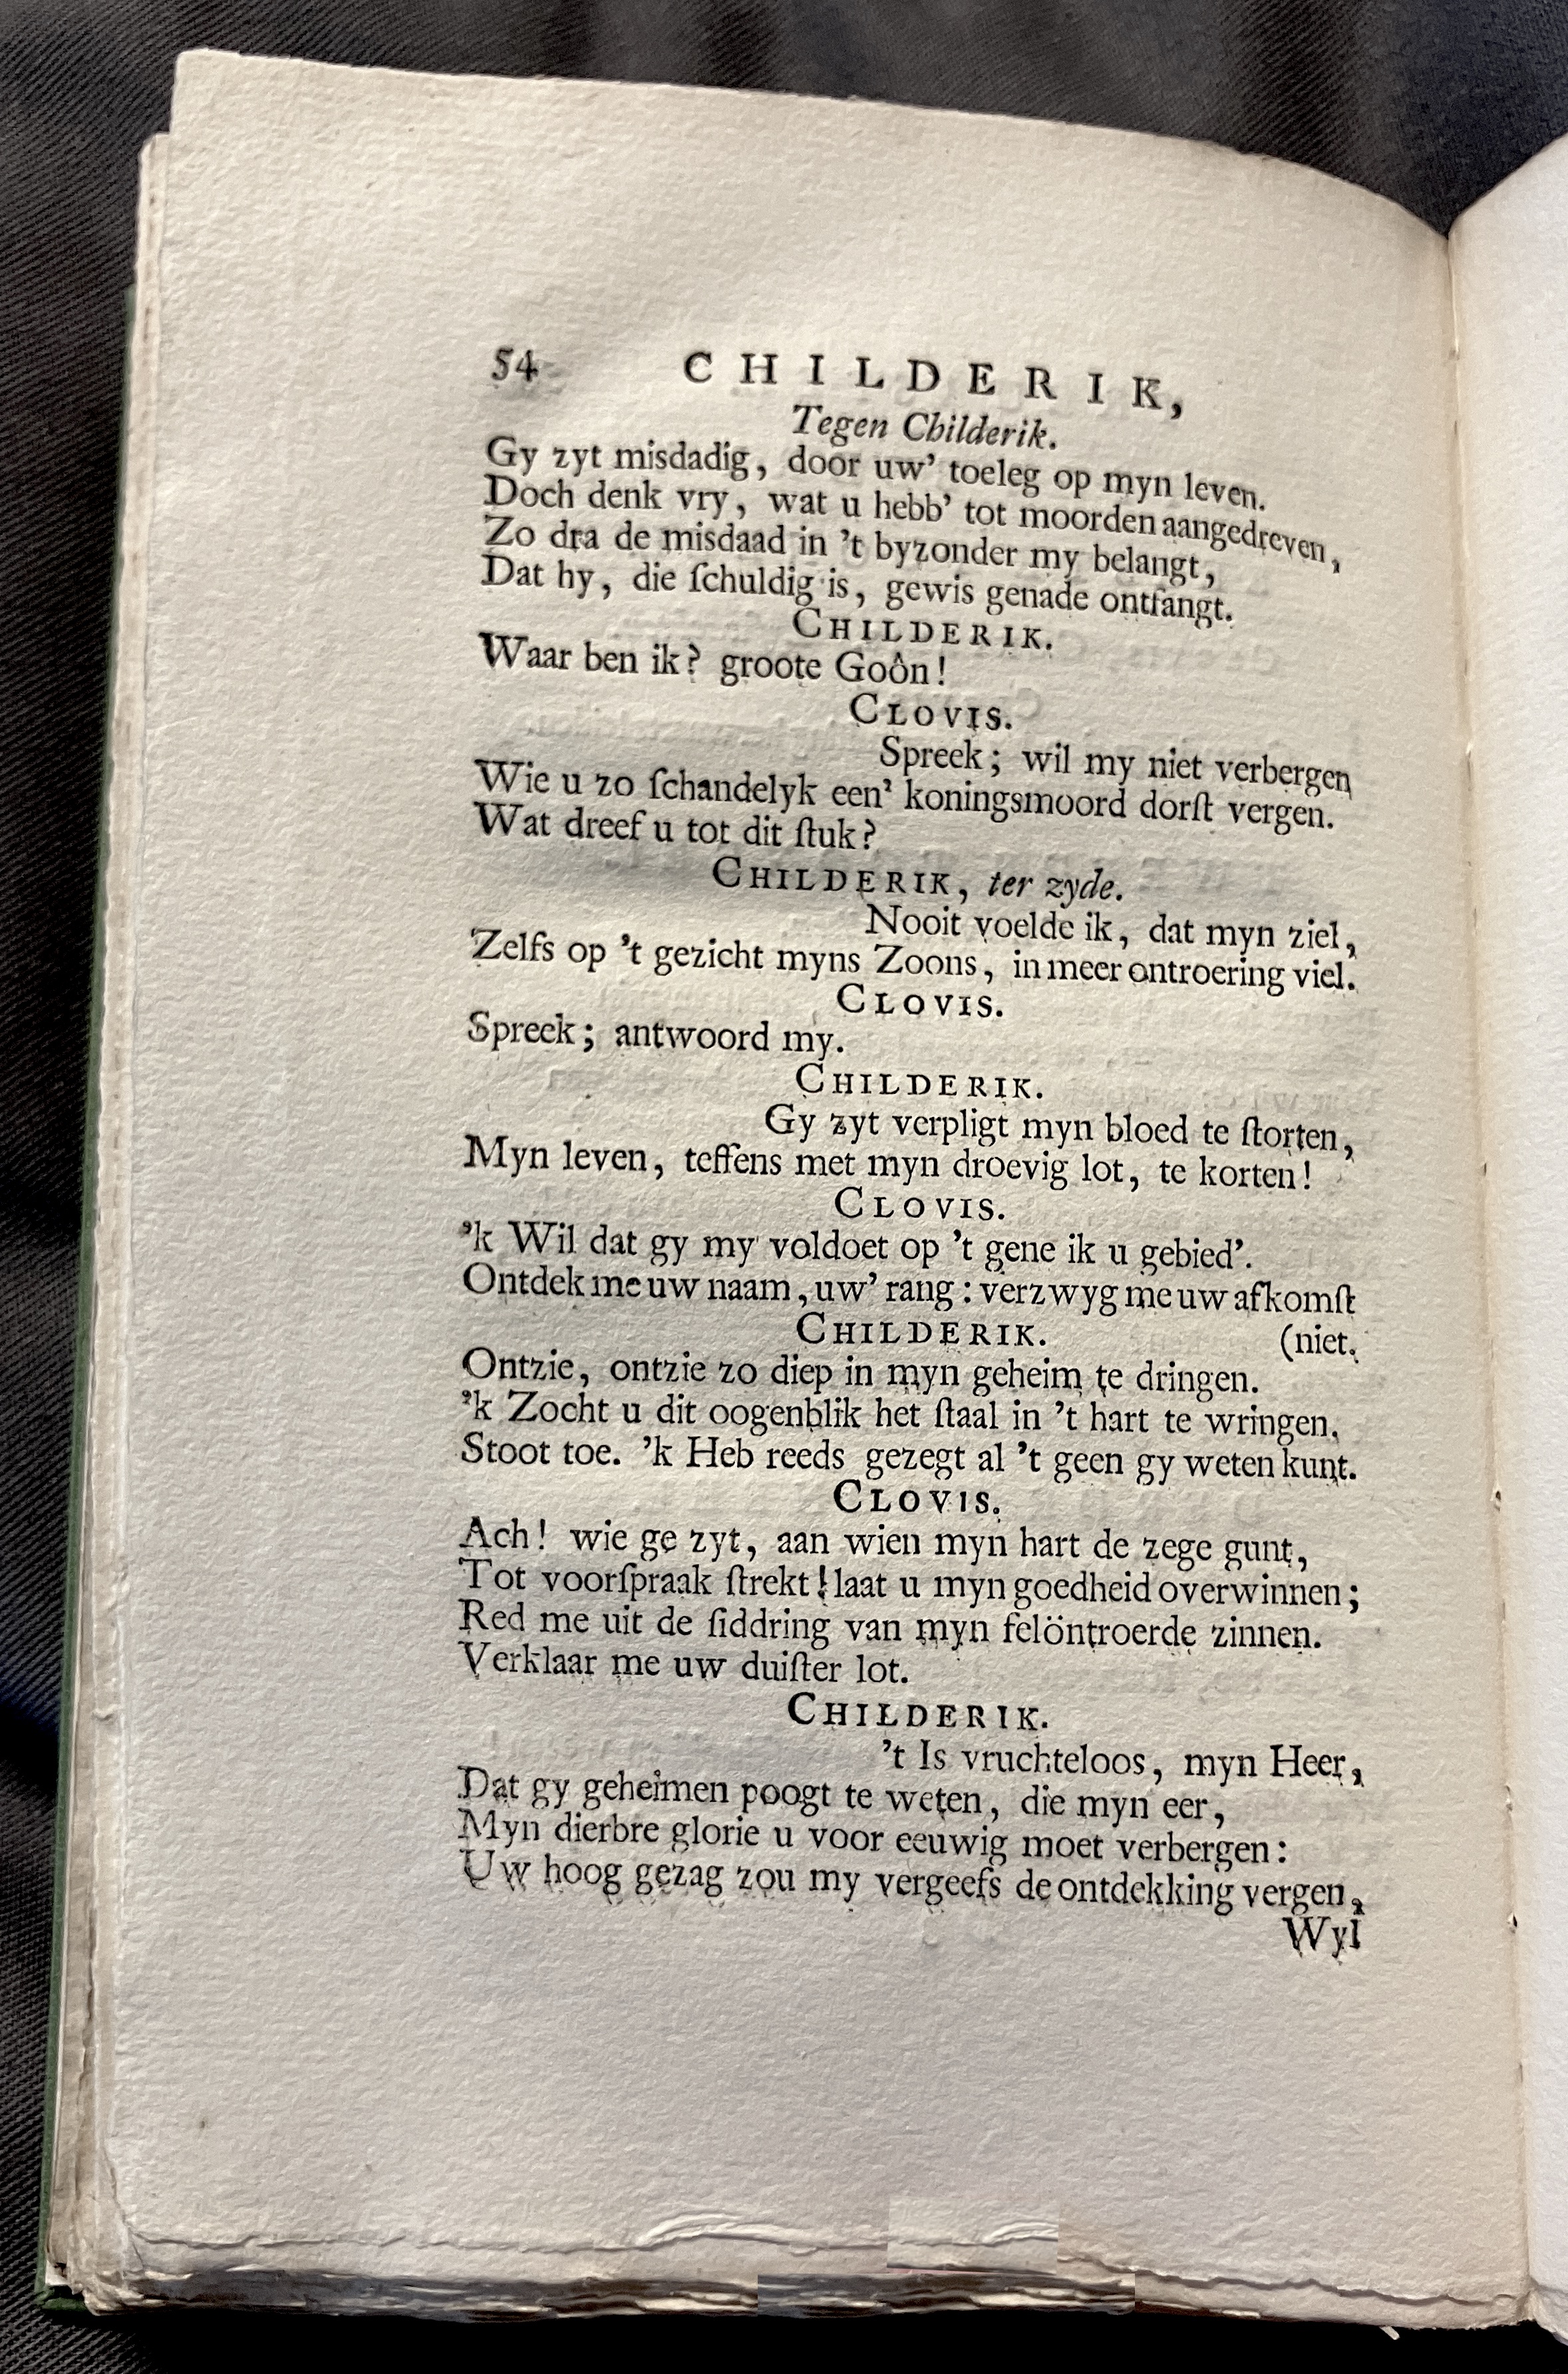 54 CHILDERIK,
Tegen Childerik.
Gy zyt misdadig, door uw’ toeleg op myn leven.
Doch denk vry, wat u hebb’ tot moorden aangedreven,
Zo dra de misdaad in ’t byzonder my belangt,
Dat hy, die ſchuldig is, gewis genade ontfangt.
CHILDERIK.
Waar ben ik? groote Goôn!
CLOVIS.
Spreek; wil my niet verbergen
Wie u zo ſchandelyk een’ koningsmoord dorſt vergen.
Wat dreef u tot dit ſtuk?
CHILDERIK, ter zyde.
Nooit voelde ik, dat myn ziel,
Zelfs op ’t gezicht myns Zoons, in meer ontroering viel.
CLOVIS.
Spreek; antwoord my.
CHILDERIK.
Gy zyt verpligt myn bloed te ſtorten,
Myn leven, teffens met myn droevig lot, te korten!
CLOVIS.
’k Wil dat gy my voldoet op ’t gene ik u gebied’.
Ontdek me uw naam, uw’ rang: verzwyg me uw afkomſt
CHILDERIK. (niet.
Ontzie, ontzie zo diep in myn geheim te dringen.
’k Zocht u dit oogenblik het ſtaal in ’t hart te wringen.
Stoot toe. ’k Heb reeds gezegt al ’t geen gy weten kunt.
CLOVIS.
Ach! wie ge zyt, aan wien myn hart de zege gunt,
Tot voorſpraak ſtrekt! laat u myn goedheid overwinnen;
Red me uit de ſiddring van myn felöntroerde zinnen.
Verklaar me uw duiſter lot.
CHILDERIK.
’t Is vruchteloos, myn Heer,
Dat gy geheimen poogt te weten, die myn eer,
Myn dierbre glorie u voor eeuwig moet verbergen:
Uw hoog gezag zou my vergeefs de ontdekking vergen,
Wyl